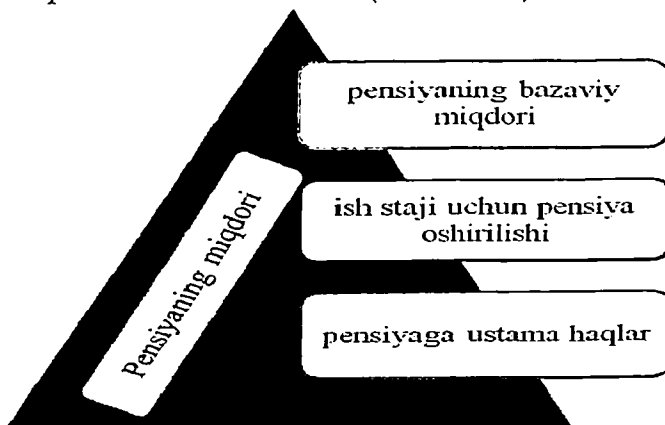 pensiyaning bazaviy
miqdori
ish staji uchun pensiya
oshirilishi
pensiyaga ustama haqlar
Pensiyaning miqdori